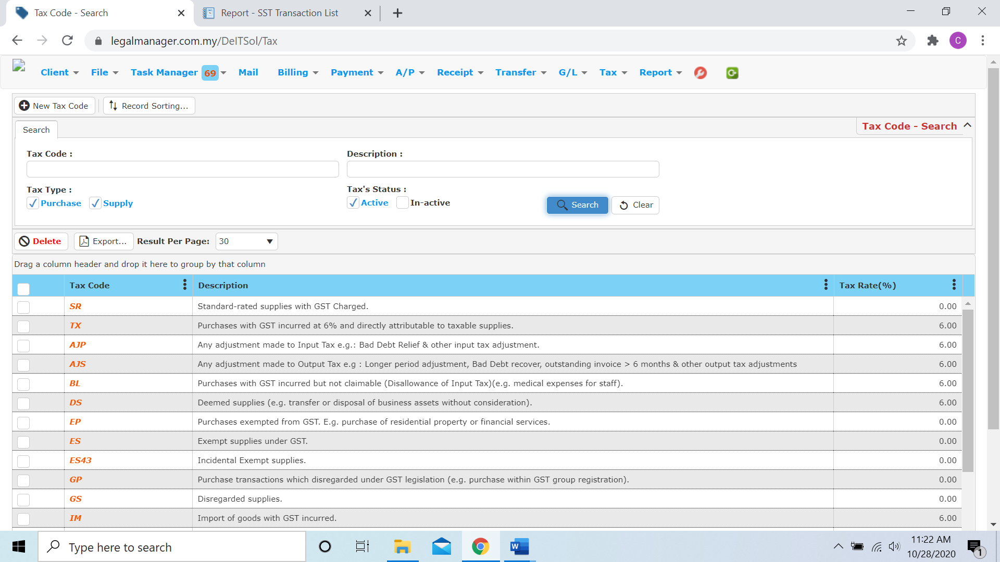 Tax Code - Search
Report - SST Transaction List
legalmanager.com.my/DeITSol/Tax
C
Client File Task Manager 69 Mail Billing Payment A/P Receipt Transfer G/L Tax Report
New Tax Code Record Sorting...
Search
Tax Code - Search
Tax Code : Description :
Tax Type : Tax's Status :
Purchase Supply Active In-active Search Clear
Delete Export... Result Per Page: 30
Drag a column header and drop it here to group by that column
Tax Code Description Tax Rate(%)
SR Standard-rated supplies with GST Charged. 0.00
TX Purchases with GST incurred at 6% and directly attributable to taxable supplies. 6.00
AJP Any adjustment made to Input Tax e.g.: Bad Debt Relief & other input tax adjustment. 6.00
AJS Any adjustment made to Output Tax e.g : Longer period adjustment, Bad Debt recover, outstanding invoice > 6 months & other output tax adjustments 6.00
BL Purchases with GST incurred but not claimable (Disallowance of Input Tax)(e.g. medical expenses for staff). 6.00
DS Deemed supplies (e.g. transfer or disposal of business assets without consideration). 6.00
EP Purchases exempted from GST. E.g. purchase of residential property or financial services. 0.00
ES Exempt supplies under GST. 0.00
ES43 Incidental Exempt supplies. 0.00
GP Purchase transactions which disregarded under GST legislation (e.g. purchase within GST group registration). 0.00
GS Disregarded supplies. 0.00
IM Import of goods with GST incurred. 6.00
Type here to search
W
11:22 AM
10/28/2020
1